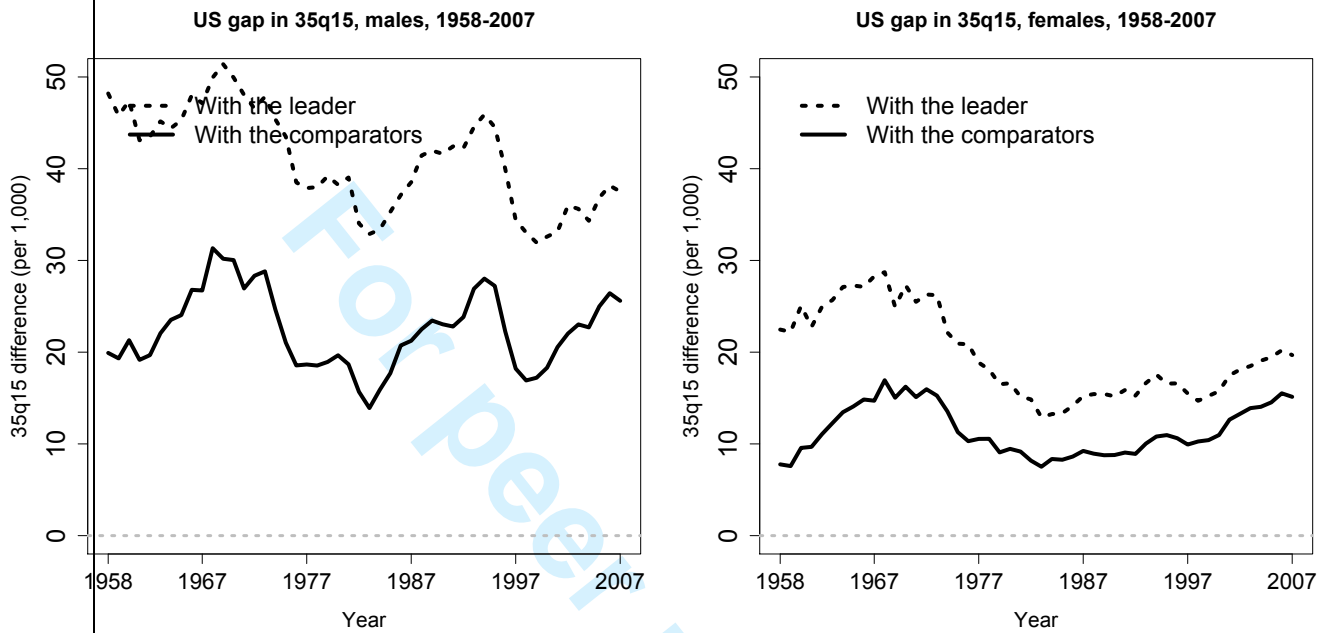 US gap in 35q15, males, 1958-2007
35q15 difference (per 1,000)
50
40
30
20
10
0
With the leader
With the comparators
1958
1967
1977
1987
1997
2007
Year
US gap in 35q15, females, 1958-2007
35q15 difference (per 1,000)
50
40
30
20
10
0
With the leader
With the comparators
1958
1967
1977
1987
1997
2007
Year
For peer